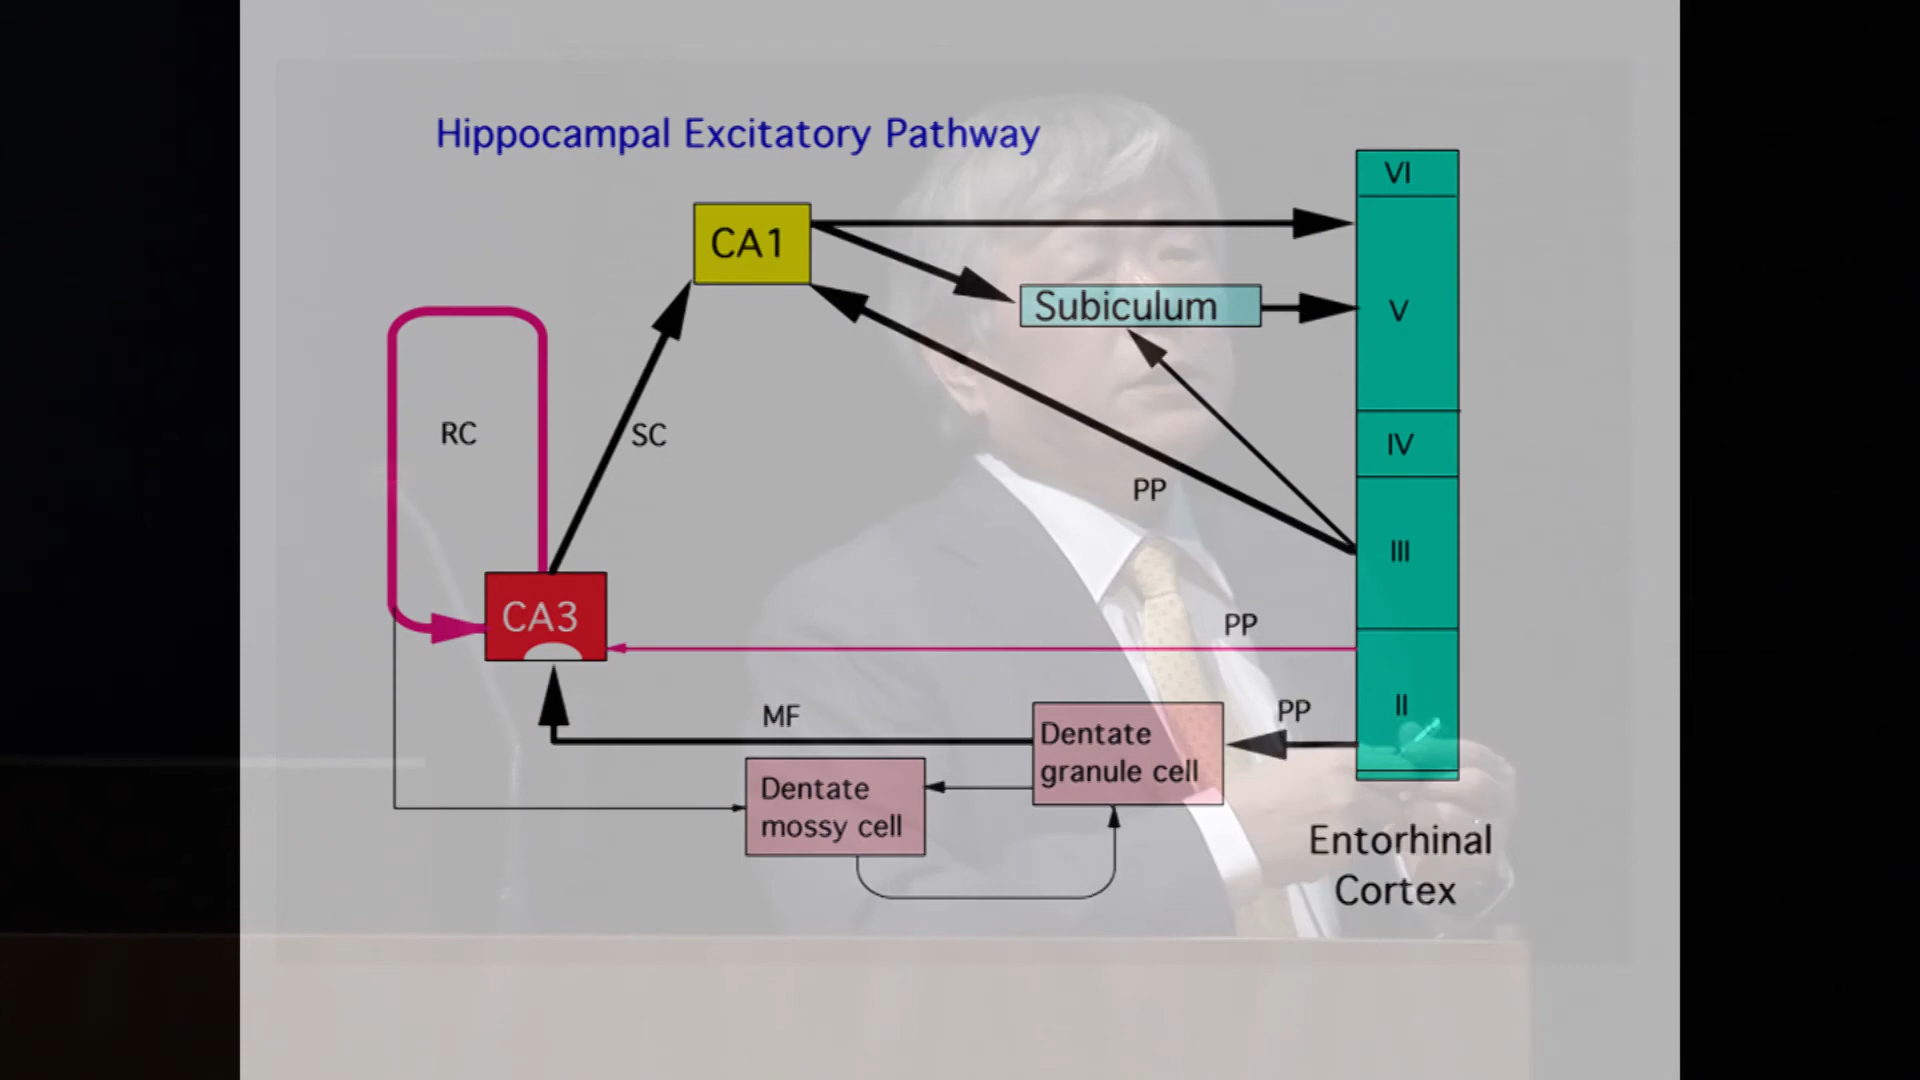 Hippocampal Excitatory Pathway
VI
CA1
Subiculum
V
RC
SC
IV
PP
III
CA3
PP
MF
Dentate
granule cell
PP
II
Dentate
mossy cell
Entorhinal
Cortex